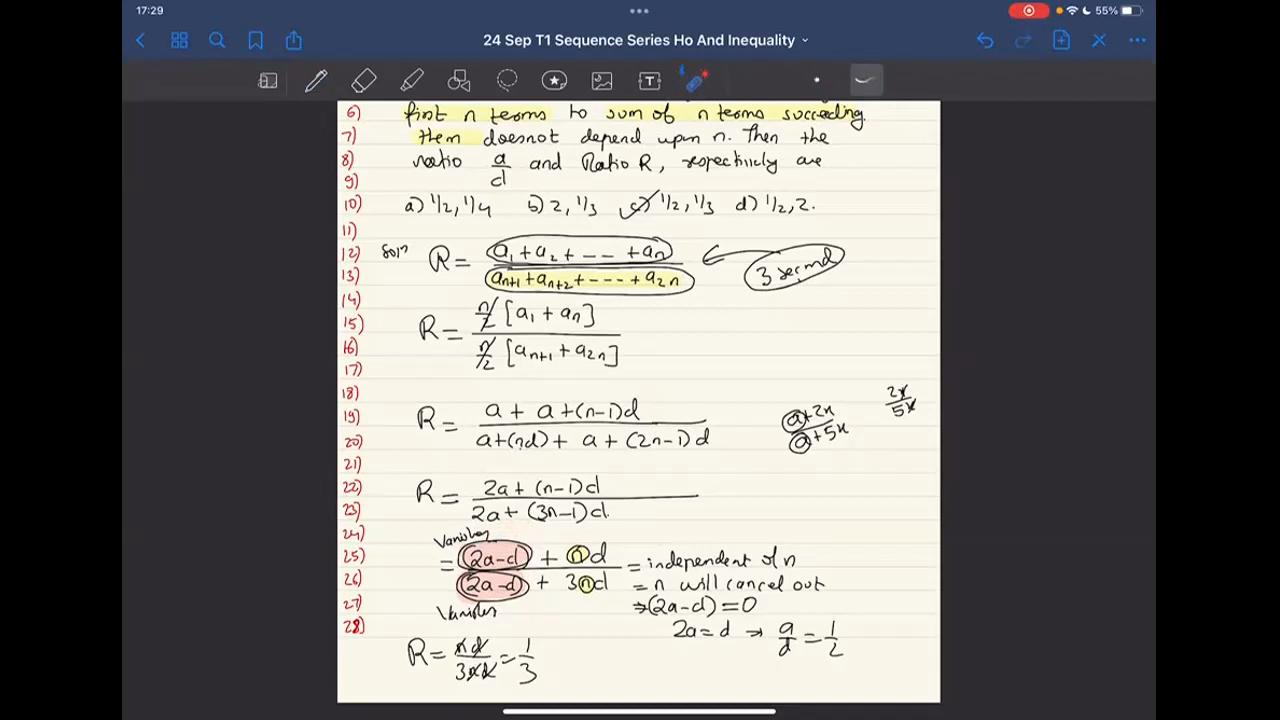 17:29
55%
24 Sep T1 Sequence Series Ho And Inequality
6) first n terms to sum of n terms succeeding
7) them doesnot depend upon n. Then the
8) ratio a/d and Ratio R, respectively are
9)
10) a) 1/2, 1/4 b) 2, 1/3 c) 1/2, 1/3 d) 1/2, 2.
11)
12) Soln R = (a₁ + a₂ + --- + aₙ)
13) / (aₙ₊₁ + aₙ₊₂ + ---- + a₂ₙ) 3 second
14)
15) R = n/2 [a₁ + aₙ]
16) / n/2 [aₙ₊₁ + a₂ₙ]
17)
18)
19) R = a + a + (n-1)d
20) / a + (nd) + a + (2n-1)d
a + 2x / a + 5x
2x / 5x
21)
22) R = 2a + (n-1)d
23) / 2a + (3n-1)d
24) Vanishes
25) = (2a-d) + nd
26) / (2a-d) + 3nd
27) Vanishes
= independent of n
= n will cancel out
⇒ (2a-d) = 0
2a = d → a/d = 1/2
28)
R = nd / 3nd = 1/3